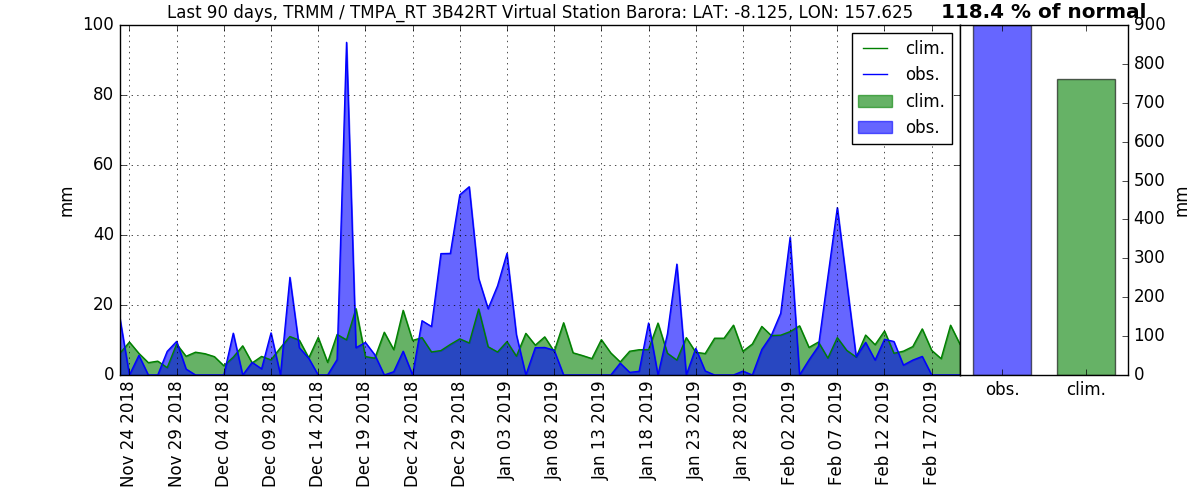 Last 90 days, TRMM / TMPA_RT 3B42RT Virtual Station Barora: LAT: -8.125, LON: 157.625
118.4 % of normal
100
80
60
40
20
0
mm
clim.
obs.
clim.
obs.
900
800
700
600
500
400
300
200
100
0
mm
obs.
clim.
Nov 24 2018
Nov 29 2018
Dec 04 2018
Dec 09 2018
Dec 14 2018
Dec 19 2018
Dec 24 2018
Dec 29 2018
Jan 03 2019
Jan 08 2019
Jan 13 2019
Jan 18 2019
Jan 23 2019
Jan 28 2019
Feb 02 2019
Feb 07 2019
Feb 12 2019
Feb 17 2019